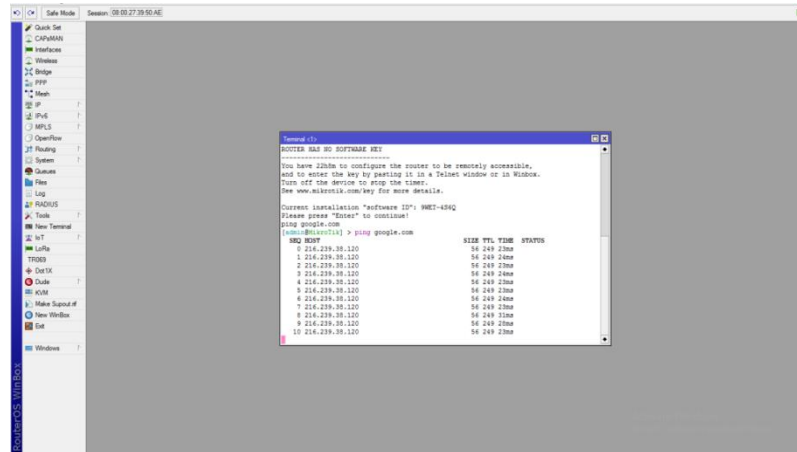 Safe Mode Session: 08:00:27:39:50:AE
Quick Set
CAPsMAN
Interfaces
Wireless
Bridge
PPP
Mesh
IP
IPv6
MPLS
OpenFlow
Routing
System
Queues
Files
Log
RADIUS
Tools
New Terminal
IoT
LoRa
TR069
Dot1X
Dude
KVM
Make Supout.rif
New WinBox
Exit
Windows
RouterOS WinBox
Terminal <1>
ROUTER HAS NO SOFTWARE KEY
----------------------------
You have 22h8m to configure the router to be remotely accessible,
and to enter the key by pasting it in a Telnet window or in Winbox.
Turn off the device to stop the timer.
See www.mikrotik.com/key for more details.
Current installation "software ID": 9WET-4S6Q
Please press "Enter" to continue!
ping google.com
[admin@MikroTik] > ping google.com
SEQ HOST SIZE TTL TIME STATUS
0 216.239.38.120 56 249 23ms
1 216.239.38.120 56 249 24ms
2 216.239.38.120 56 249 23ms
3 216.239.38.120 56 249 24ms
4 216.239.38.120 56 249 23ms
5 216.239.38.120 56 249 23ms
6 216.239.38.120 56 249 24ms
7 216.239.38.120 56 249 23ms
8 216.239.38.120 56 249 31ms
9 216.239.38.120 56 249 28ms
10 216.239.38.120 56 249 23ms